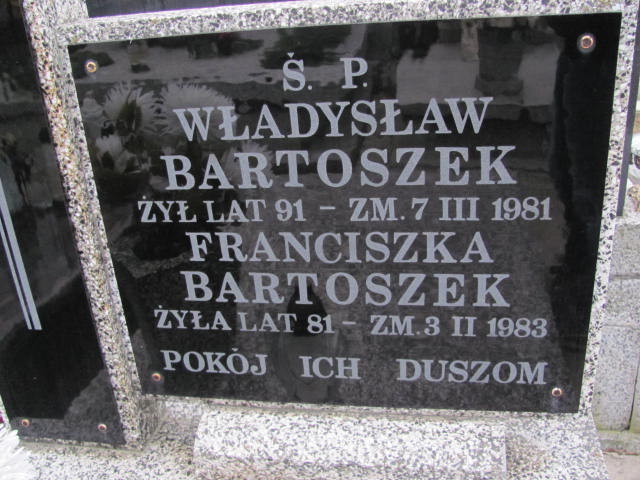 Ś. P.
WŁADYSŁAW
BARTOSZEK
ŻYŁ LAT 91 - ZM. 7 III 1981
FRANCISZKA
BARTOSZEK
ŻYŁA LAT 81 - ZM. 3 II 1983
POKÓJ ICH DUSZOM